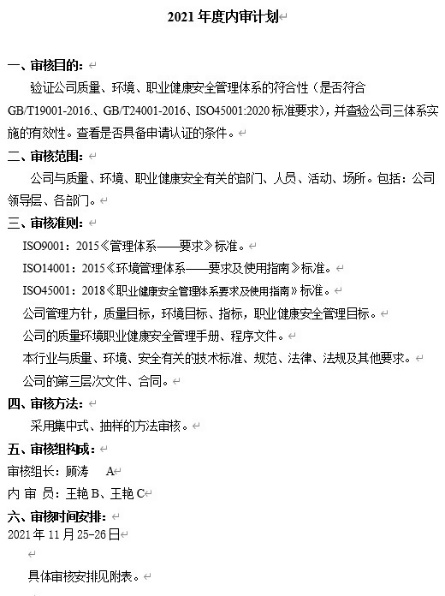 2021 年度内审计划
一、审核目的：
验证公司质量、环境、职业健康安全管理体系的符合性（是否符合
GB/T19001-2016.、GB/T24001-2016、ISO45001:2020 标准要求），并查验公司三体系实
施的有效性。查看是否具备申请认证的条件。
二、审核范围：
公司与质量、环境、职业健康安全有关的部门、人员、活动、场所。包括：公司
领导层、各部门。
三、审核准则：
ISO9001：2015《管理体系——要求》标准。
ISO14001：2015《环境管理体系——要求及使用指南》标准。
ISO45001：2018《职业健康安全管理体系要求及使用指南》标准。
公司管理方针，质量目标，环境目标、指标，职业健康安全管理目标。
公司的质量环境职业健康安全管理手册、程序文件。
本行业与质量、环境、安全有关的技术标准、规范、法律、法规及其他要求。
公司的第三层次文件、合同。
四、审核方法：
采用集中式、抽样的方法审核。
五、审核组构成：
审核组长：顾涛 A
内 审 员：王艳 B、王艳 C
六、审核时间安排：
2021 年 11 月 25-26 日
具体审核安排见附表。